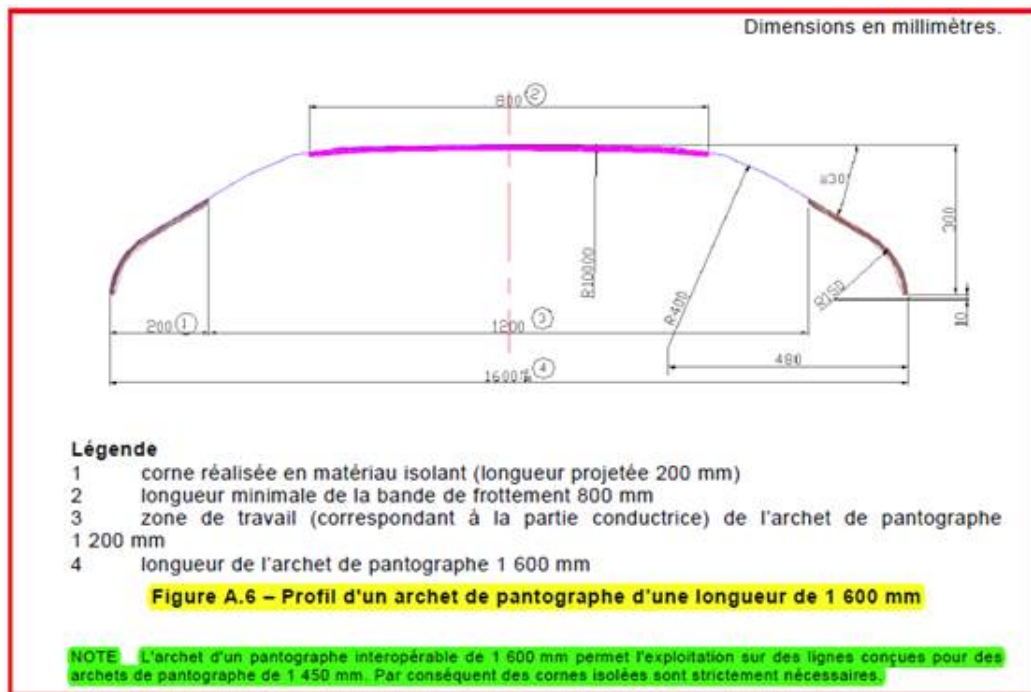 Dimensions en millimètres.
800 2
R10000
R400
≤30°
300
R150
10
200 1
1200 3
480
1600 4
Légende
1 corne réalisée en matériau isolant (longueur projetée 200 mm)
2 longueur minimale de la bande de frottement 800 mm
3 zone de travail (correspondant à la partie conductrice) de l'archet de pantographe
1 200 mm
4 longueur de l'archet de pantographe 1 600 mm
Figure A.6 – Profil d'un archet de pantographe d'une longueur de 1 600 mm
NOTE L'archet d'un pantographe interopérable de 1 600 mm permet l'exploitation sur des lignes conçues pour des
archets de pantographe de 1 450 mm. Par conséquent des cornes isolées sont strictement nécessaires.